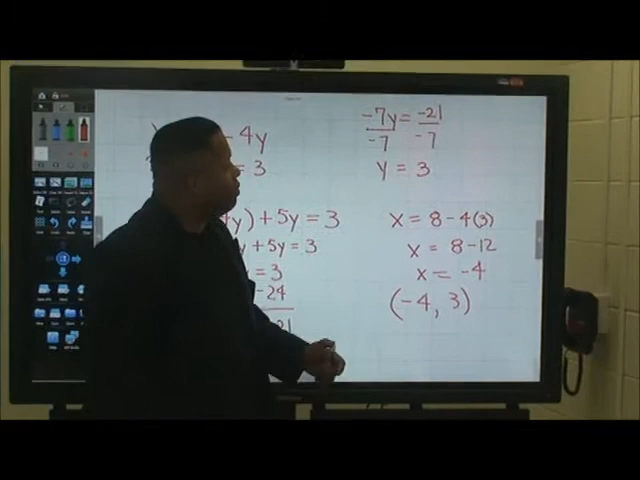 - 4y
= 3
y) + 5y = 3
y + 5y = 3
= 3
-24
21
-7y = -21
-7 -7
y = 3
x = 8 - 4(3)
x = 8 - 12
x = -4
(-4, 3)